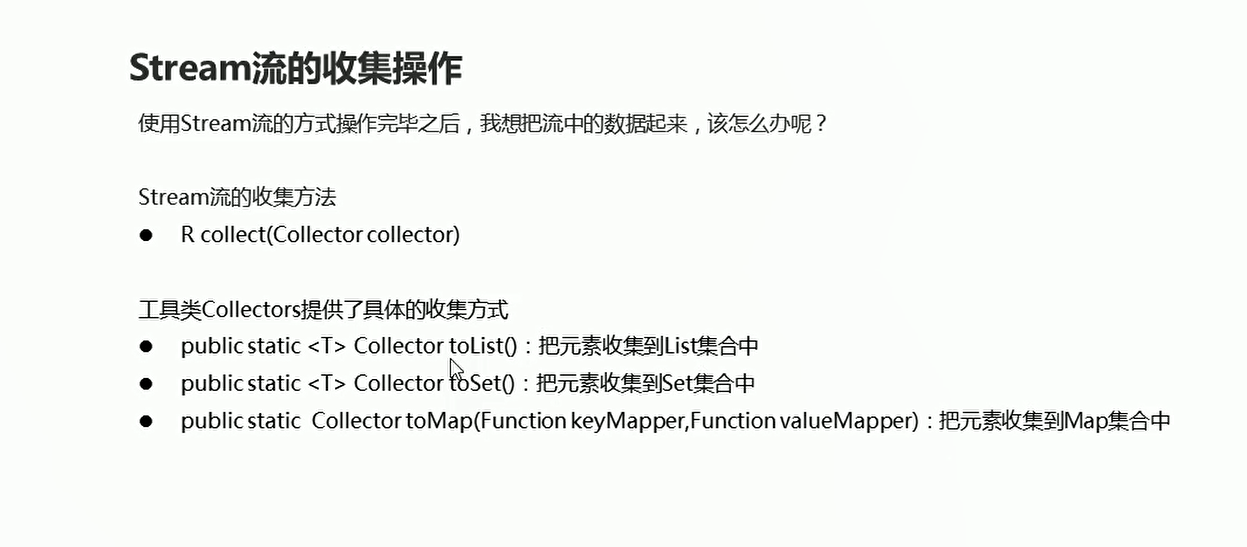 Stream流的收集操作
使用Stream流的方式操作完毕之后，我想把流中的数据起来，该怎么办呢？
Stream流的收集方法
● R collect(Collector collector)
工具类Collectors提供了具体的收集方式
● public static <T> Collector toList()：把元素收集到List集合中
● public static <T> Collector toSet()：把元素收集到Set集合中
● public static Collector toMap(Function keyMapper,Function valueMapper)：把元素收集到Map集合中